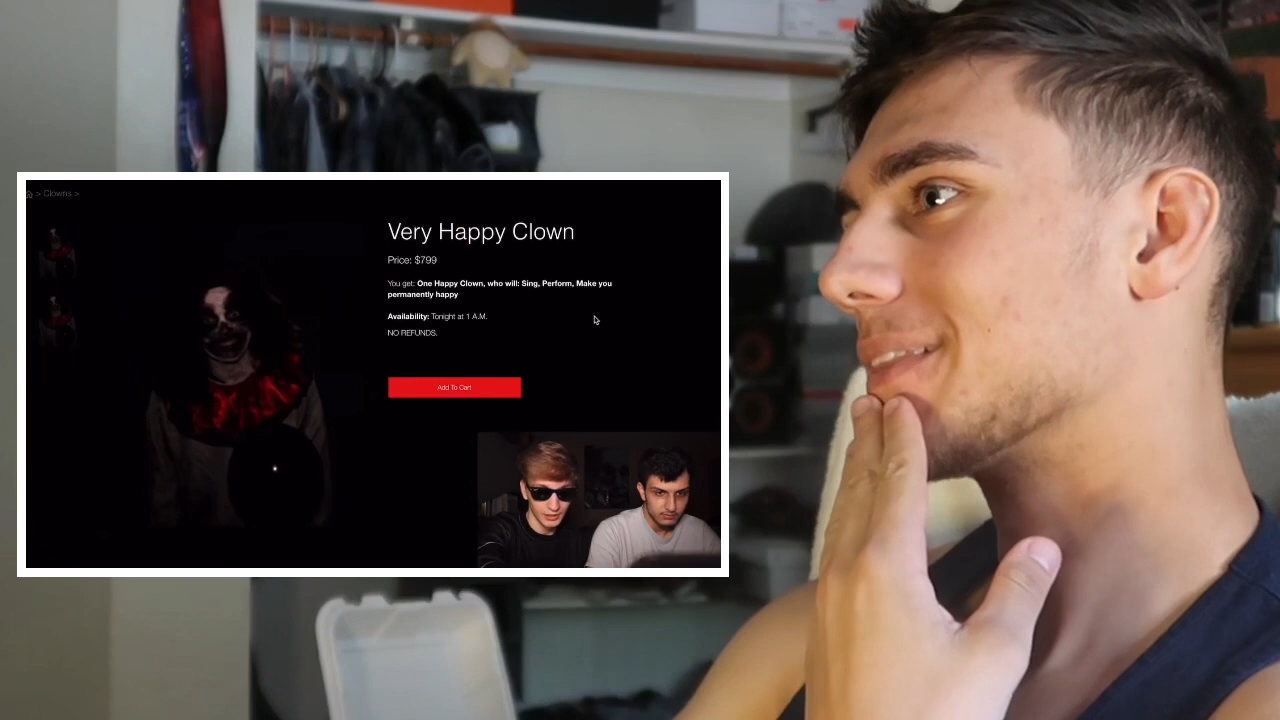 > Clowns >
Very Happy Clown
Price: $799
You get: One Happy Clown, who will: Sing, Perform, Make you
permanently happy
Availability: Tonight at 1 A.M.
NO REFUNDS.
Add To Cart